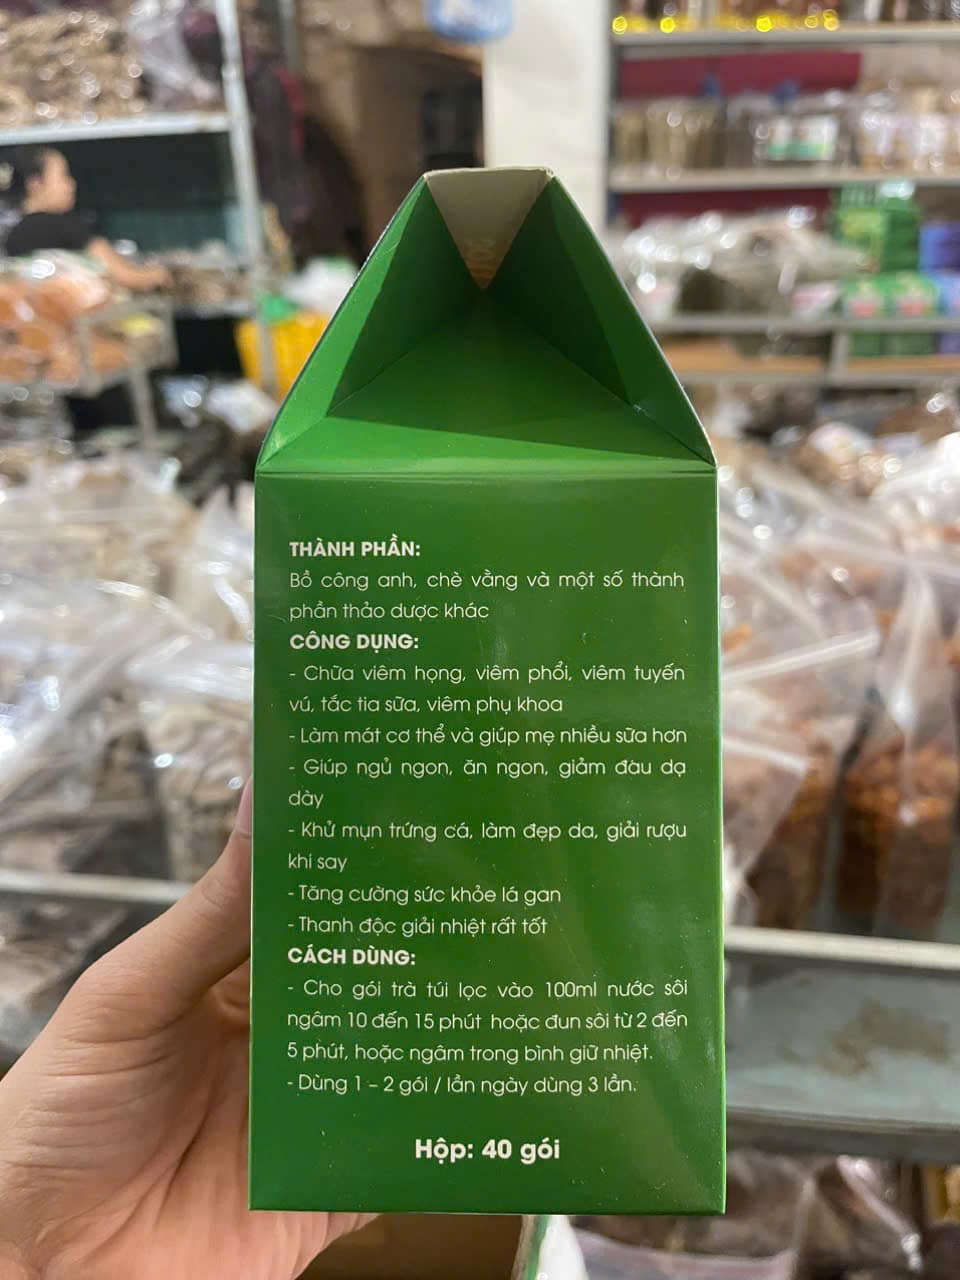 THÀNH PHẦN:
Bồ công anh, chè vằng và một số thành
phần thảo dược khác
CÔNG DỤNG:
- Chữa viêm họng, viêm phổi, viêm tuyến
vú, tắc tia sữa, viêm phụ khoa
- Làm mát cơ thể và giúp mẹ nhiều sữa hơn
- Giúp ngủ ngon, ăn ngon, giảm đau dạ
dày
- Khử mụn trứng cá, làm đẹp da, giải rượu
khi say
- Tăng cường sức khỏe lá gan
- Thanh độc giải nhiệt rất tốt
CÁCH DÙNG:
- Cho gói trà túi lọc vào 100ml nước sôi
ngâm 10 đến 15 phút hoặc đun sôi từ 2 đến
5 phút, hoặc ngâm trong bình giữ nhiệt.
- Dùng 1 – 2 gói / lần ngày dùng 3 lần.
Hộp: 40 gói